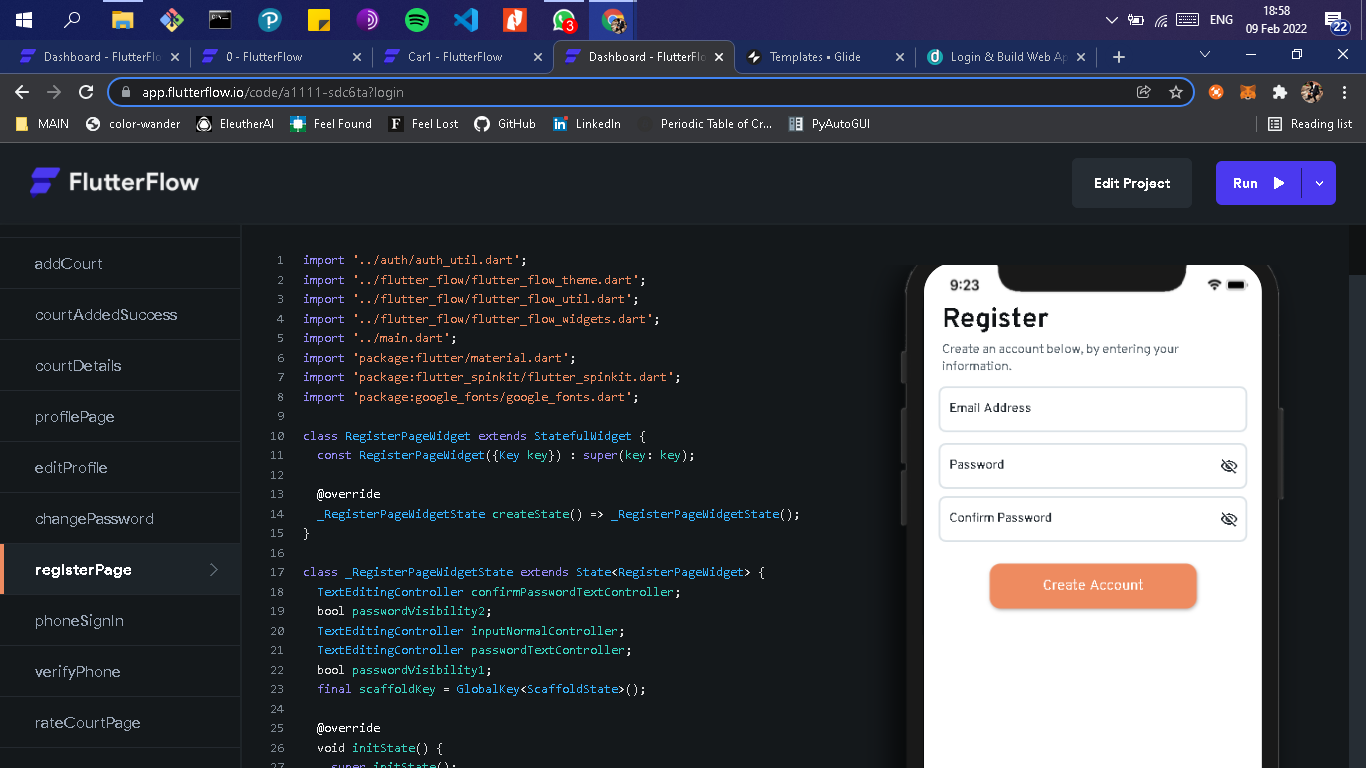 3
ENG
18:58
09 Feb 2022
22
Dashboard - FlutterFlo
0 - FlutterFlow
Car1 - FlutterFlow
Dashboard - FlutterFlo
Templates • Glide
Login & Build Web Ap
app.flutterflow.io/code/a1111-sdc6ta?login
MAIN
color-wander
EleutherAI
Feel Found
Feel Lost
GitHub
LinkedIn
Periodic Table of Cr...
PyAutoGUI
Reading list
FlutterFlow
Edit Project
Run
addCourt
courtAddedSuccess
courtDetails
profilePage
editProfile
changePassword
registerPage
phoneSignIn
verifyPhone
rateCourtPage
1 import '../auth/auth_util.dart';
2 import '../flutter_flow/flutter_flow_theme.dart';
3 import '../flutter_flow/flutter_flow_util.dart';
4 import '../flutter_flow/flutter_flow_widgets.dart';
5 import '../main.dart';
6 import 'package:flutter/material.dart';
7 import 'package:flutter_spinkit/flutter_spinkit.dart';
8 import 'package:google_fonts/google_fonts.dart';
9
10 class RegisterPageWidget extends StatefulWidget {
11 const RegisterPageWidget({Key key}) : super(key: key);
12
13 @override
14 _RegisterPageWidgetState createState() => _RegisterPageWidgetState();
15 }
16
17 class _RegisterPageWidgetState extends State<RegisterPageWidget> {
18 TextEditingController confirmPasswordTextController;
19 bool passwordVisibility2;
20 TextEditingController inputNormalController;
21 TextEditingController passwordTextController;
22 bool passwordVisibility1;
23 final scaffoldKey = GlobalKey<ScaffoldState>();
24
25 @override
26 void initState() {
27 super.initState();
9:23
Register
Create an account below, by entering your
information.
Email Address
Password
Confirm Password
Create Account